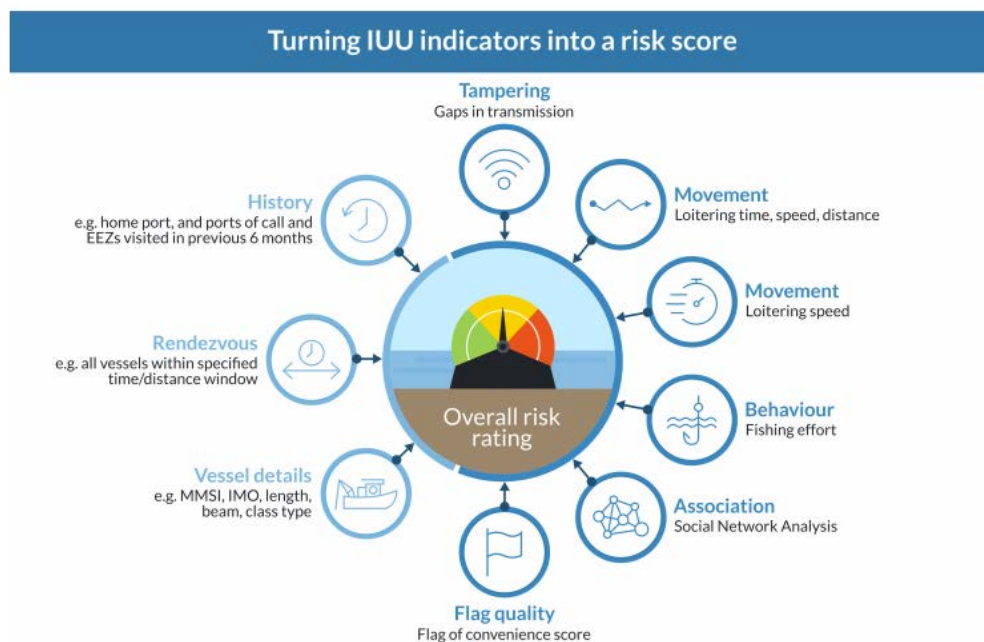 Turning IUU indicators into a risk score
Tampering
Gaps in transmission
Movement
Loitering time, speed, distance
Movement
Loitering speed
Behaviour
Fishing effort
Association
Social Network Analysis
Flag quality
Flag of convenience score
Vessel details
e.g. MMSI, IMO, length,
beam, class type
Rendezvous
e.g. all vessels within specified
time/distance window
History
e.g. home port, and ports of call and
EEZs visited in previous 6 months
Overall risk
rating